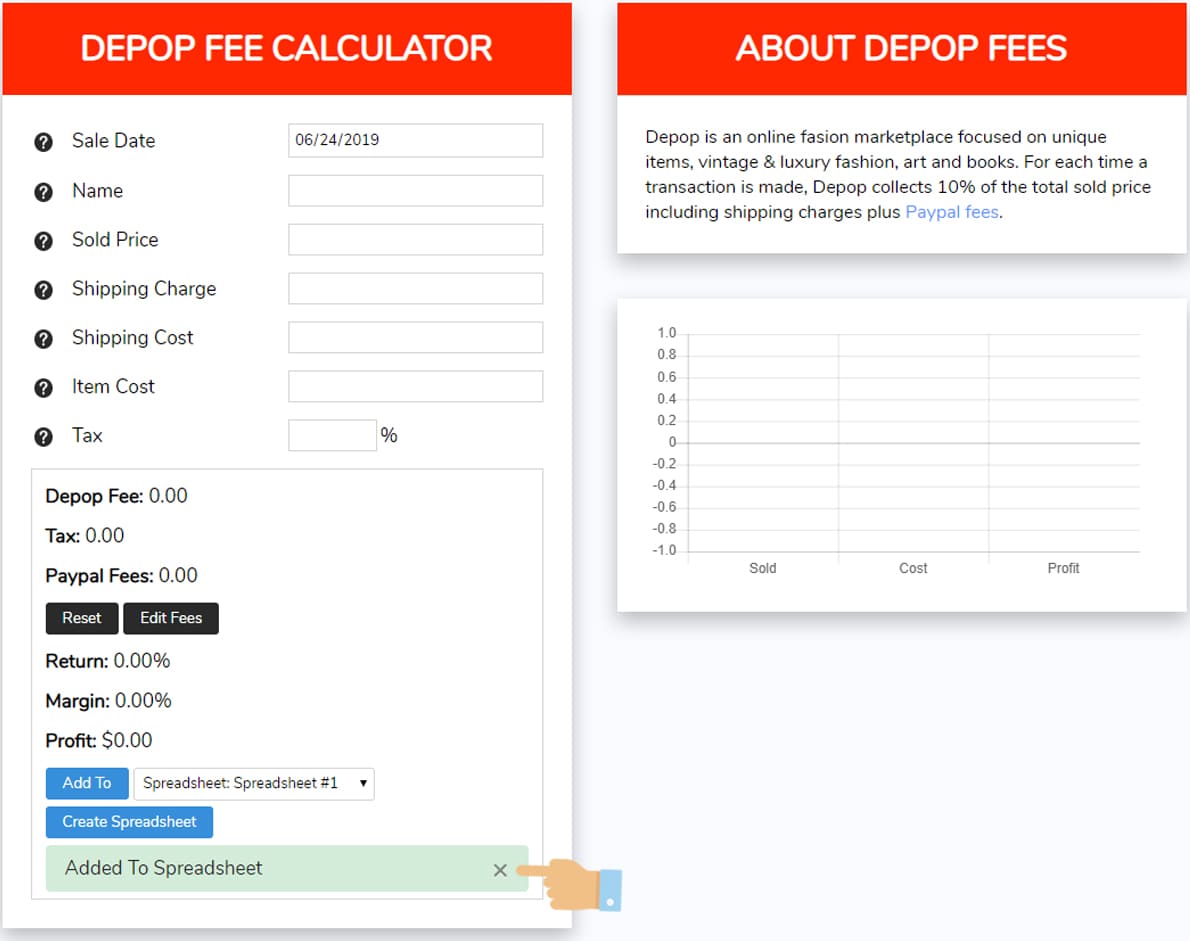 DEPOP FEE CALCULATOR
Sale Date
06/24/2019
Name
Sold Price
Shipping Charge
Shipping Cost
Item Cost
Tax
%
Depop Fee: 0.00
Tax: 0.00
Paypal Fees: 0.00
Reset
Edit Fees
Return: 0.00%
Margin: 0.00%
Profit: $0.00
Add To
Spreadsheet: Spreadsheet #1
Create Spreadsheet
Added To Spreadsheet
ABOUT DEPOP FEES
Depop is an online fasion marketplace focused on unique
items, vintage & luxury fashion, art and books. For each time a
transaction is made, Depop collects 10% of the total sold price
including shipping charges plus Paypal fees.
1.0
0.8
0.6
0.4
0.2
0
-0.2
-0.4
-0.6
-0.8
-1.0
Sold
Cost
Profit